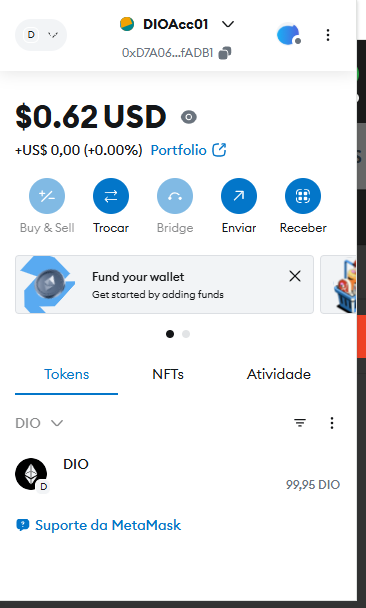 D
DIOAcc01
0xD7A06...fADB1
$0.62 USD
+US$ 0,00 (+0.00%) Portfolio
Buy & Sell
Trocar
Bridge
Enviar
Receber
Fund your wallet
Get started by adding funds
Tokens
NFTs
Atividade
DIO
DIO
D
99,95 DIO
Suporte da MetaMask